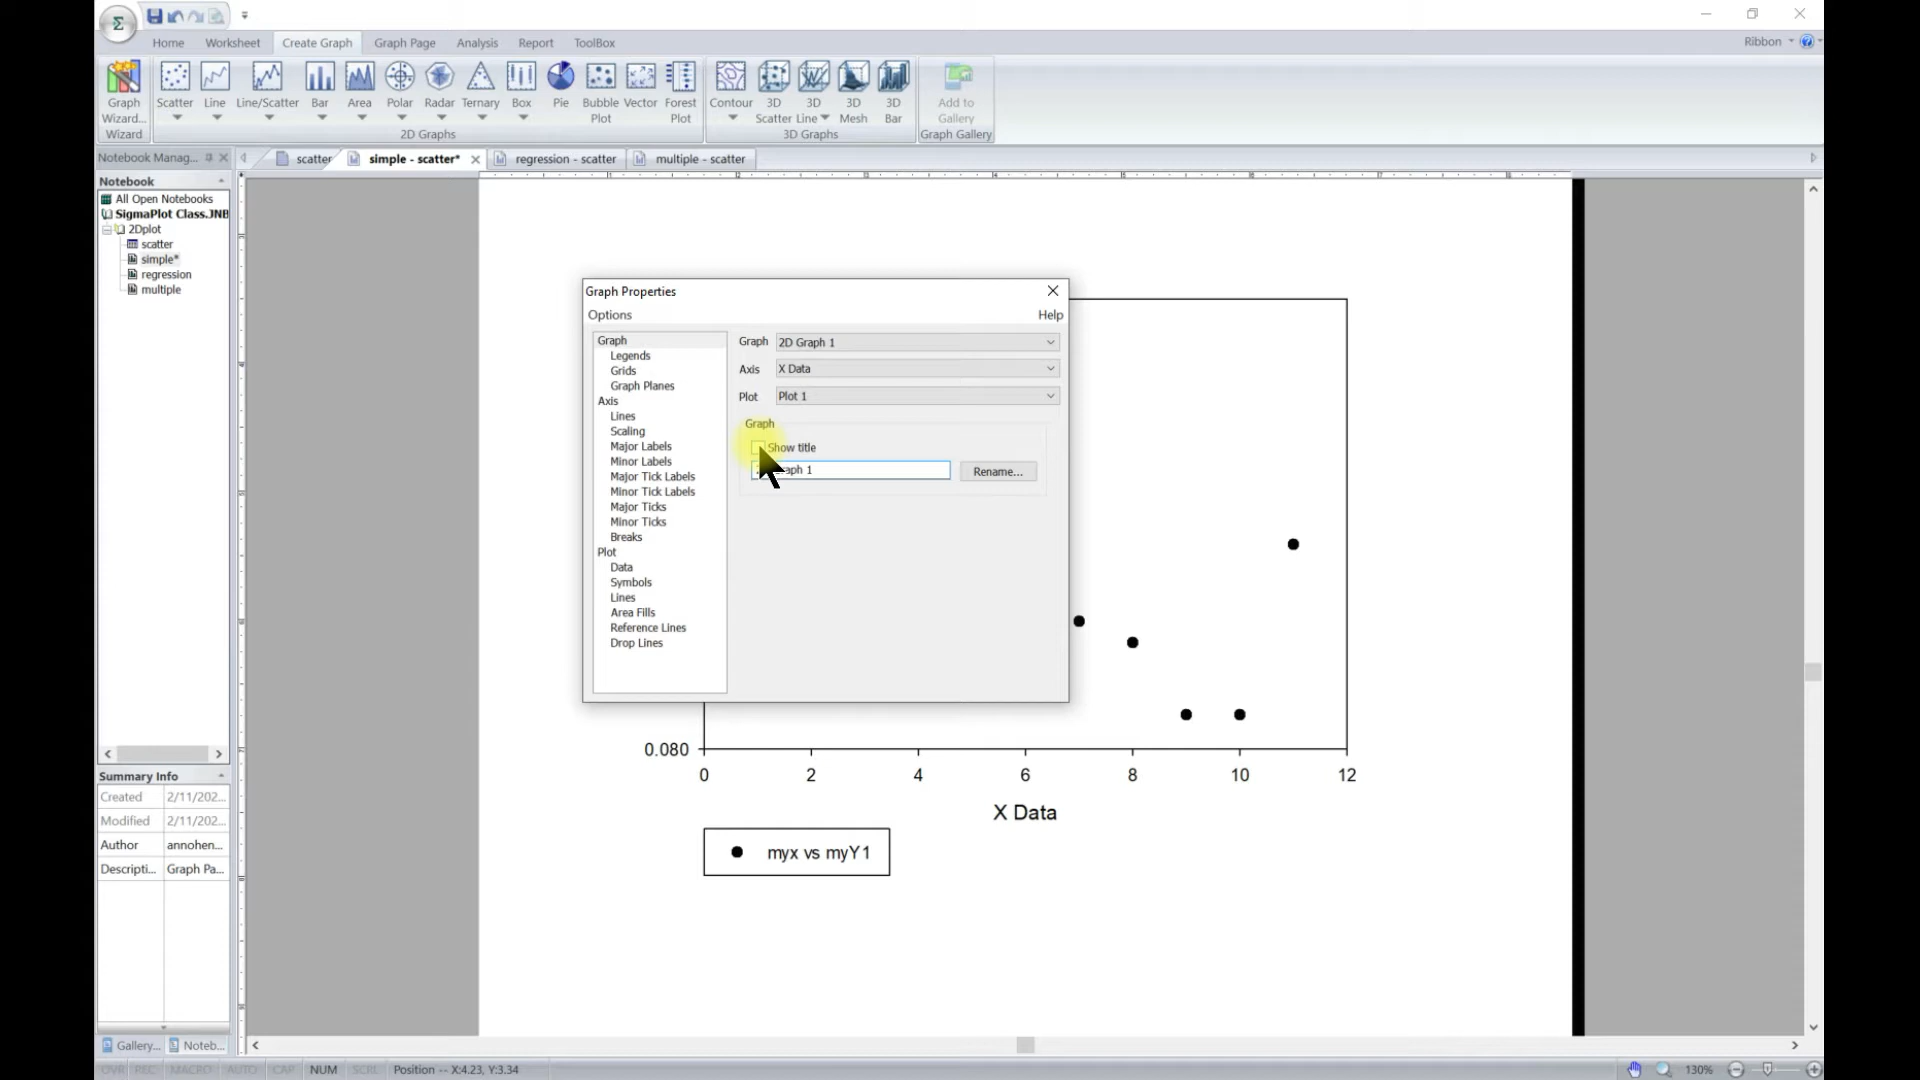 Home Worksheet Create Graph Graph Page Analysis Report ToolBox Ribbon
Graph Wizard...
Scatter
Line
Line/Scatter
Bar
Area
Polar
Radar
Ternary
Box
Pie
Bubble Plot
Vector
Forest Plot
Contour
3D Scatter
3D Line
3D Mesh
3D Bar
Add to Gallery
Wizard
2D Graphs
3D Graphs
Graph Gallery
Notebook Manag...
scatter
simple - scatter*
regression - scatter
multiple - scatter
Notebook
All Open Notebooks
SigmaPlot Class.JNB
2Dplot
scatter
simple*
regression
multiple
Summary Info
Created 2/11/202...
Modified 2/11/202...
Author annohen...
Descripti... Graph Pa...
Gallery... Noteb...
Graph Properties
Options Help
Graph
Legends
Grids
Graph Planes
Axis
Lines
Scaling
Major Labels
Minor Labels
Major Tick Labels
Minor Tick Labels
Major Ticks
Minor Ticks
Breaks
Plot
Data
Symbols
Lines
Area Fills
Reference Lines
Drop Lines
Graph 2D Graph 1
Axis X Data
Plot Plot 1
Graph
Show title
1
Rename...
0.080
0 2 4 6 8 10 12
X Data
myx vs myY1
OVR REC MACRO AUTO CAP NUM SCRL Position -- X:4.23, Y:3.34 130%